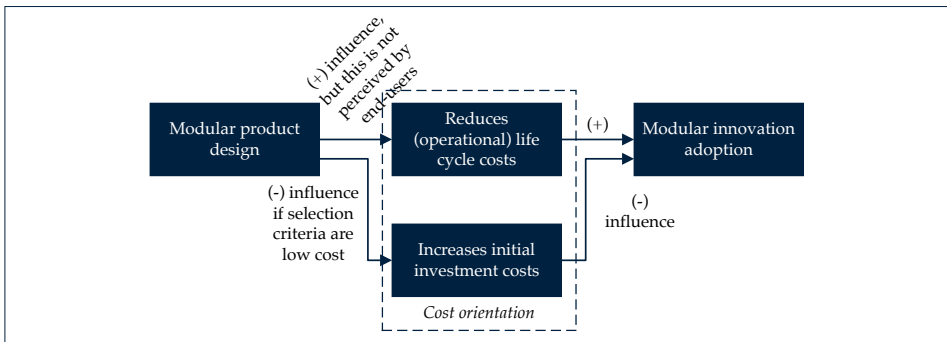 (+) influence,
but this is not
perceived by
end-users
Modular product
design
Reduces
(operational) life
cycle costs
(+)
Modular innovation
adoption
(-) influence
if selection
criteria are
low cost
(-)
influence
Increases initial
investment costs
Cost orientation